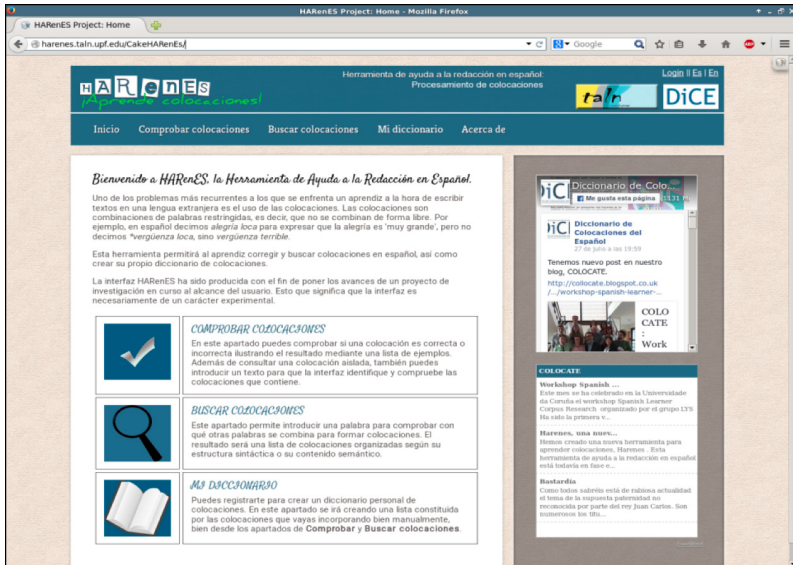 HARenES Project: Home - Mozilla Firefox
HARenES Project: Home
harenes.taln.upf.edu/CakeHARenEs/
Google
HARenES
¡Aprende colocaciones!
Herramienta de ayuda a la redacción en español:
Procesamiento de colocaciones
Login || Es | En
taln
DiCE
Inicio Comprobar colocaciones Buscar colocaciones Mi diccionario Acerca de
Bienvenido a HARenES, la Herramienta de Ayuda a la Redacción en Español.
Uno de los problemas más recurrentes a los que se enfrenta un aprendiz a la hora de escribir
textos en una lengua extranjera es el uso de las colocaciones. Las colocaciones son
combinaciones de palabras restringidas, es decir, que no se combinan de forma libre. Por
ejemplo, en español decimos alegría loca para expresar que la alegría es 'muy grande', pero no
decimos *vergüenza loca, sino vergüenza terrible.
Esta herramienta permitirá al aprendiz corregir y buscar colocaciones en español, así como
crear su propio diccionario de colocaciones.
La interfaz HARenES ha sido producida con el fin de poner los avances de un proyecto de
investigación en curso al alcance del usuario. Esto que significa que la interfaz es
necesariamente de un carácter experimental.
COMPROBAR COLOCACIONES
En este apartado puedes comprobar si una colocación es correcta o
incorrecta ilustrando el resultado mediante una lista de ejemplos.
Además de consultar una colocación aislada, también puedes
introducir un texto para que la interfaz identifique y compruebe las
colocaciones que contiene.
BUSCAR COLOCACIONES
Este apartado permite introducir una palabra para comprobar con
qué otras palabras se combina para formar colocaciones. El
resultado será una lista de colocaciones organizadas según su
estructura sintáctica o su contenido semántico.
MI DICCIONARIO
Puedes registrarte para crear un diccionario personal de
colocaciones. En este apartado se irá creando una lista constituida
por las colocaciones que vayas incorporando bien manualmente,
bien desde los apartados de Comprobar y Buscar colocaciones.
DiC Diccionario de Colo...
Me gusta esta página
DiC
Diccionario de
Colocaciones del
Español
27 de julio a las 19:59
Tenemos nuevo post en nuestro
blog, COLOCATE.
http://collocate.blogspot.co.uk
/.../workshop-spanish-learner-...
COLO
CATE
:
Work
COLOCATE
Workshop Spanish ...
Este mes se ha celebrado en la Universidade
da Coruña el workshop Spanish Learner
Corpus Research organizado por el grupo LYS
Ha sido la primera v...
Harenes, una nuev...
Hemos creado una nueva herramienta para
aprender colocaciones, Harenes . Esta
herramienta de ayuda a la redacción en español
está todavía en fase e...
Bastardía
Como todos sabréis está de rabiosa actualidad
el tema de la supuesta paternidad no
reconocida por parte del rey Juan Carlos. Son
numerosos los titu...